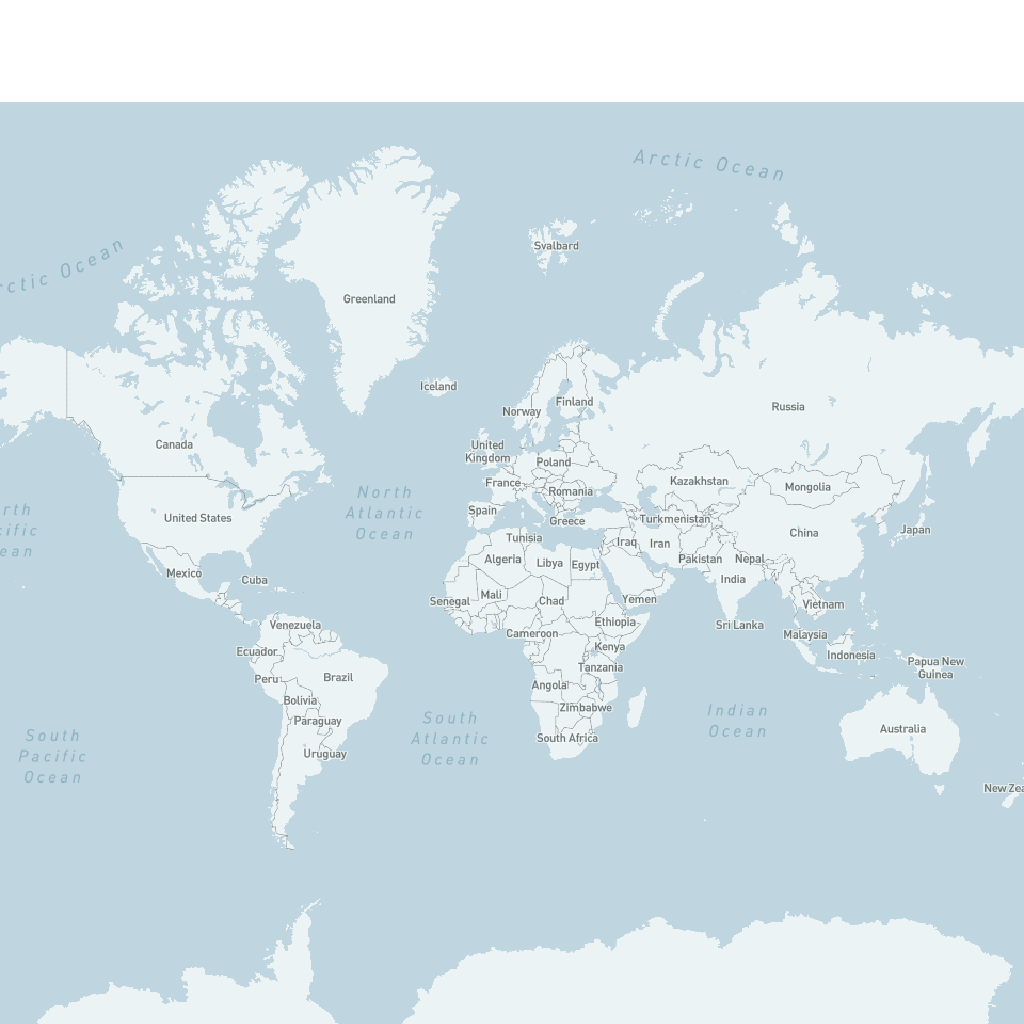 Arctic Ocean
Svalbard
rctic Ocean
Greenland
Iceland
Finland
Norway
Russia
Canada
United
Kingdom
Poland
France
Kazakhstan
Mongolia
Romania
North
Atlantic
Ocean
rth
ific
ean
United States
Spain
Greece
Turkmenistan
China
Japan
Tunisia
Iraq
Iran
Algeria
Libya
Egypt
Pakistan
Nepal
Mexico
Cuba
India
Senegal
Mali
Chad
Yemen
Vietnam
Venezuela
Cameroon
Ethiopia
Sri Lanka
Malaysia
Ecuador
Kenya
Indonesia
Papua New
Guinea
Peru
Brazil
Tanzania
Angola
Bolivia
Zimbabwe
Paraguay
South
Atlantic
Ocean
Indian
Ocean
Australia
South Africa
South
Pacific
Ocean
Uruguay
New Zea